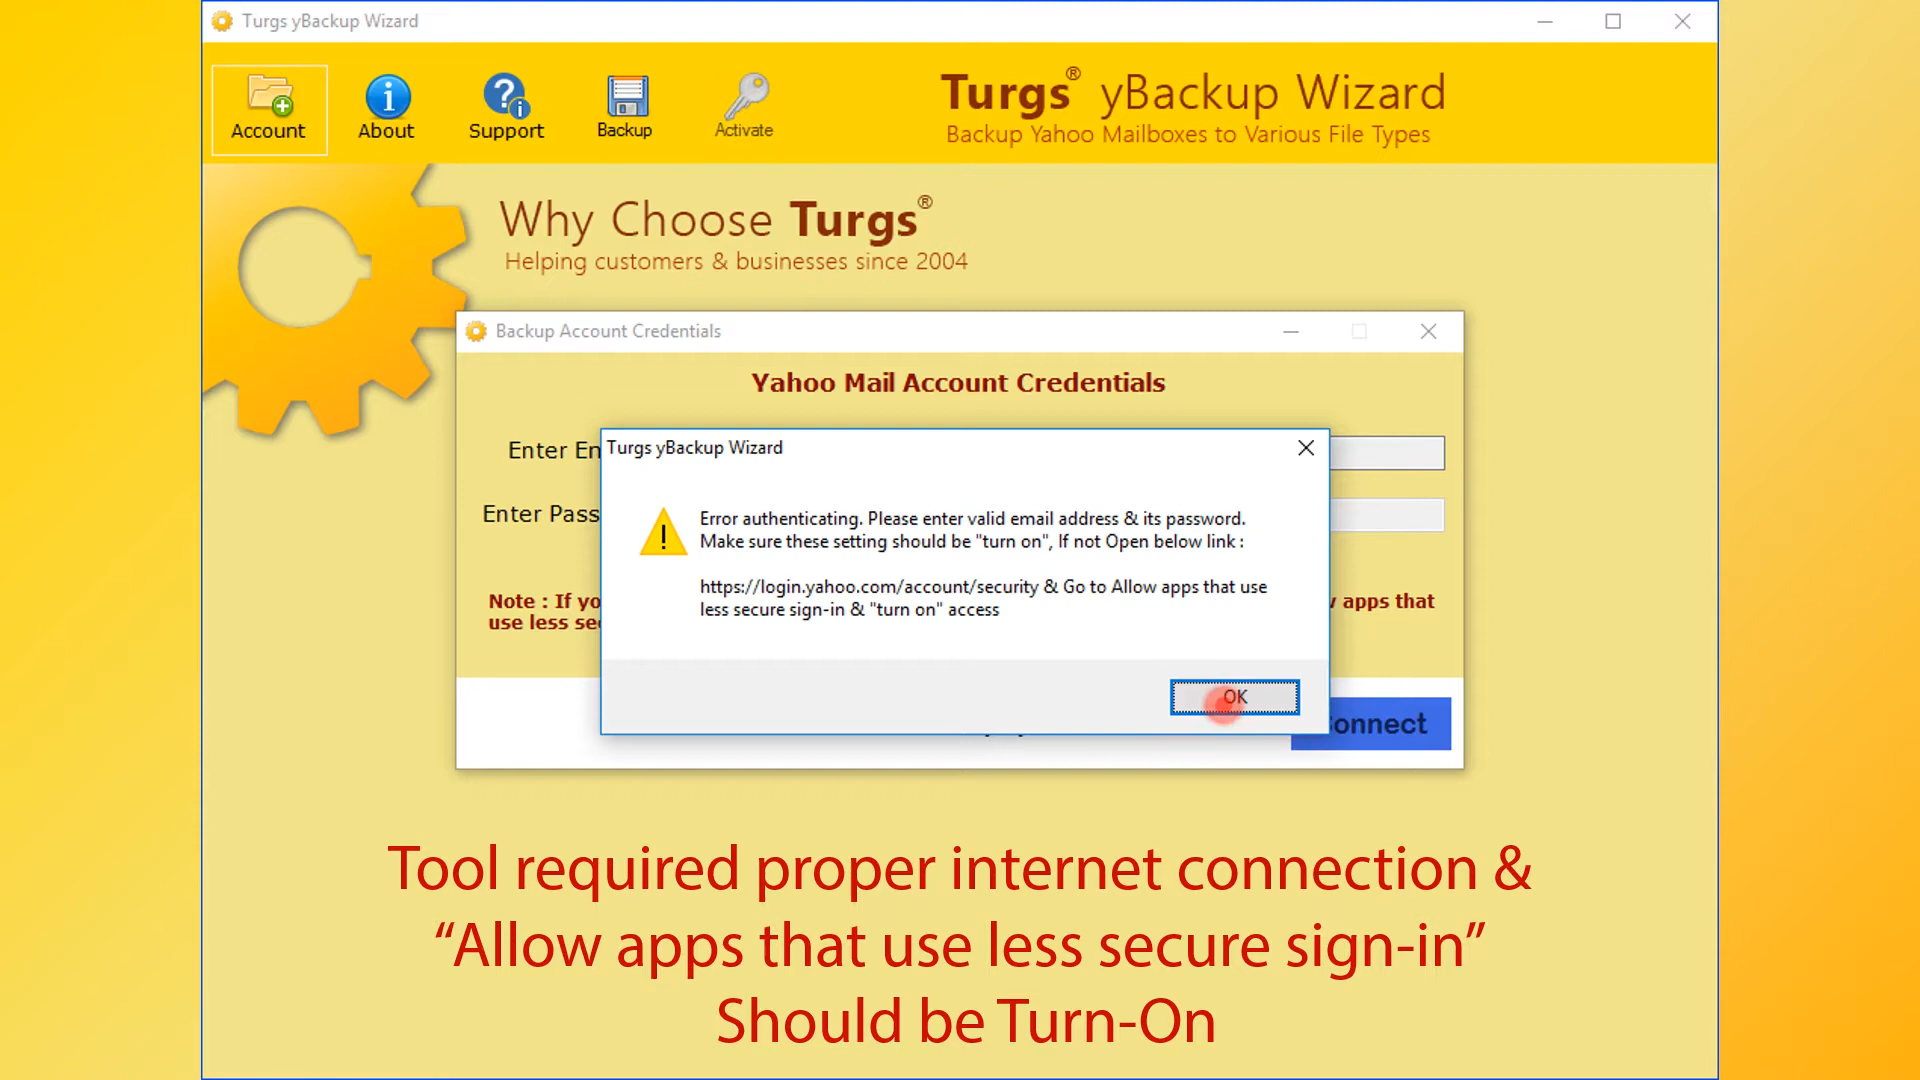 Turgs yBackup Wizard
Account
About
Support
Backup
Activate
Turgs® yBackup Wizard
Backup Yahoo Mailboxes to Various File Types
Why Choose Turgs®
Helping customers & businesses since 2004
Backup Account Credentials
Yahoo Mail Account Credentials
Enter
Enter
Turgs yBackup Wizard
Error authenticating. Please enter valid email address & its password.
Make sure these setting should be "turn on", If not Open below link :
https://login.yahoo.com/account/security & Go to Allow apps that use
less secure sign-in & "turn on" access
OK
Note : If
apps that
use less
Tool required proper internet connection &
“Allow apps that use less secure sign-in”
Should be Turn-On